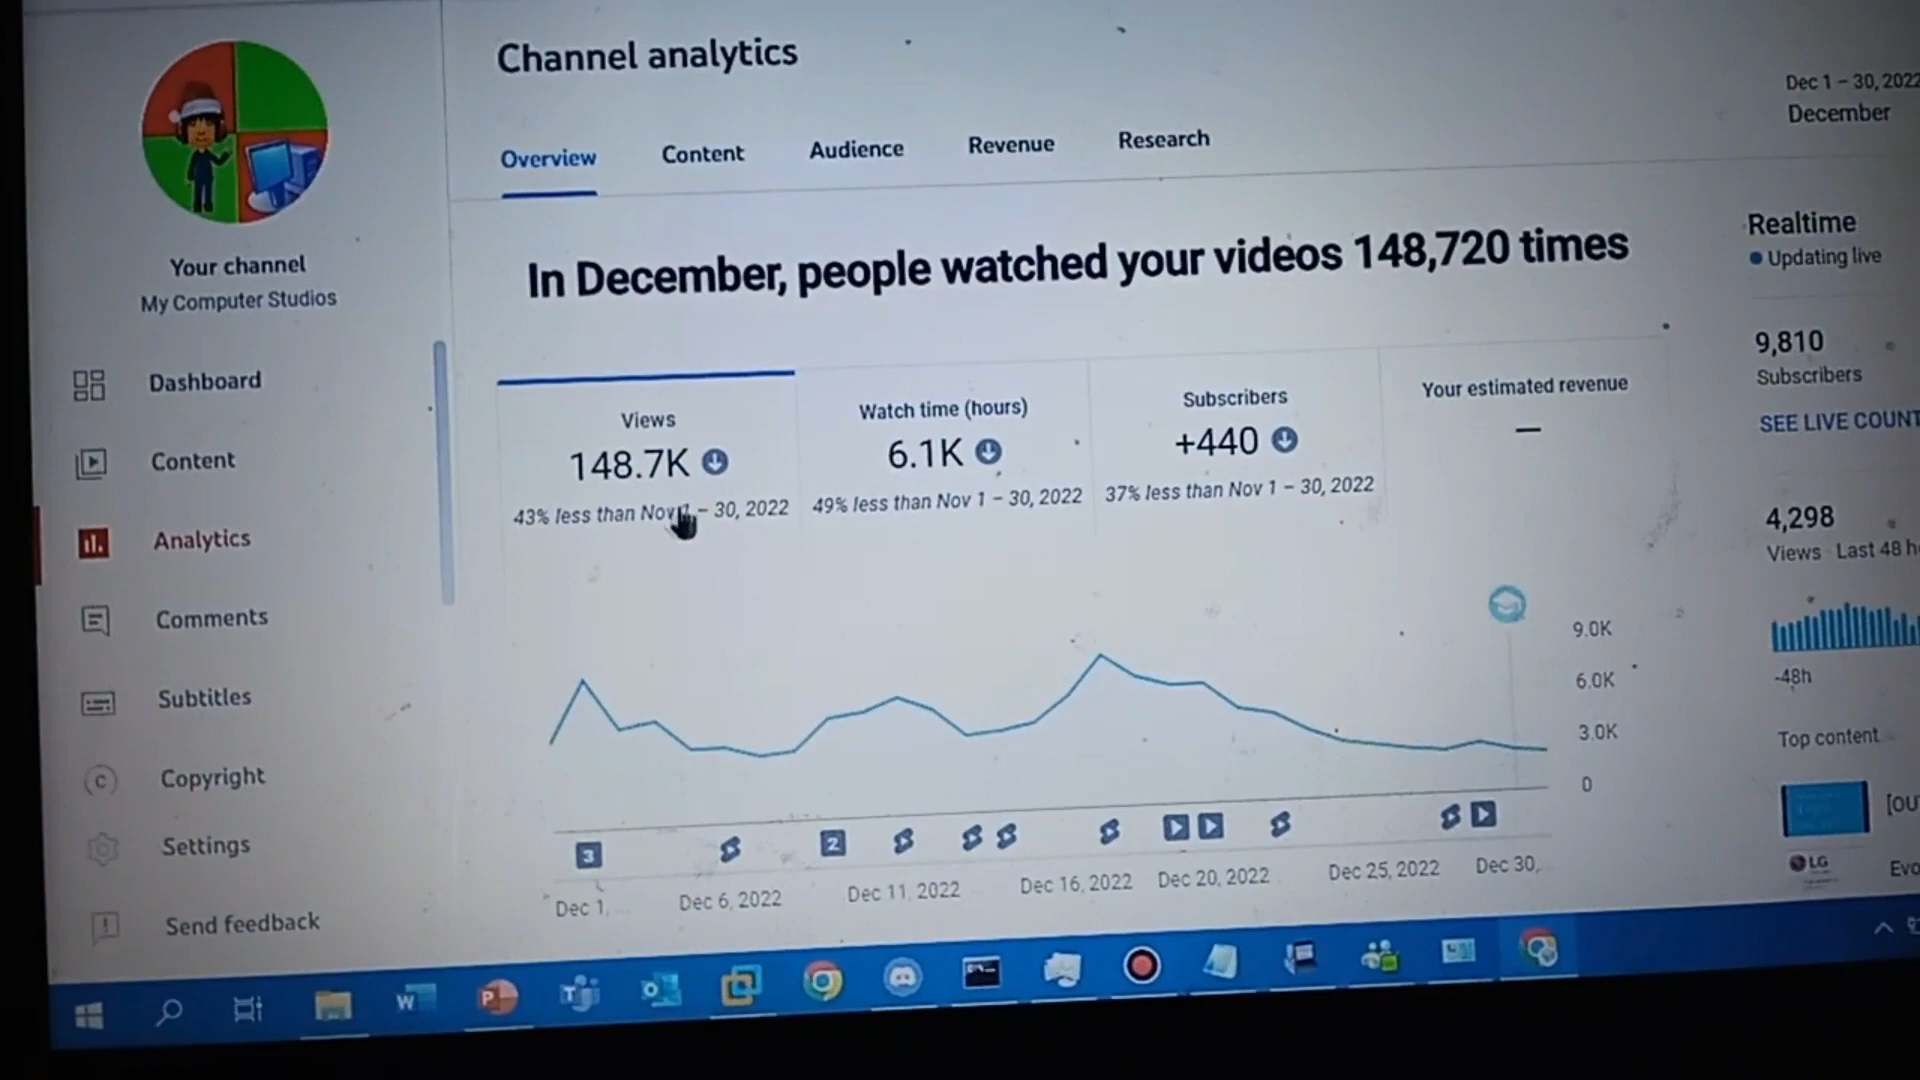 Channel analytics
Dec 1 – 30, 2022
December
Overview
Content
Audience
Revenue
Research
Your channel
My Computer Studios
Dashboard
Content
Analytics
Comments
Subtitles
Copyright
Settings
Send feedback
In December, people watched your videos 148,720 times
Views
148.7K
43% less than Nov 1 – 30, 2022
Watch time (hours)
6.1K
49% less than Nov 1 – 30, 2022
Subscribers
+440
37% less than Nov 1 – 30, 2022
Your estimated revenue
—
9.0K
6.0K
3.0K
0
3
2
Dec 1, ...
Dec 6, 2022
Dec 11, 2022
Dec 16, 2022
Dec 20, 2022
Dec 25, 2022
Dec 30, ...
Realtime
Updating live
9,810
Subscribers
SEE LIVE COUNT
4,298
Views · Last 48 h
-48h
Top content
[OU
LG
Evo